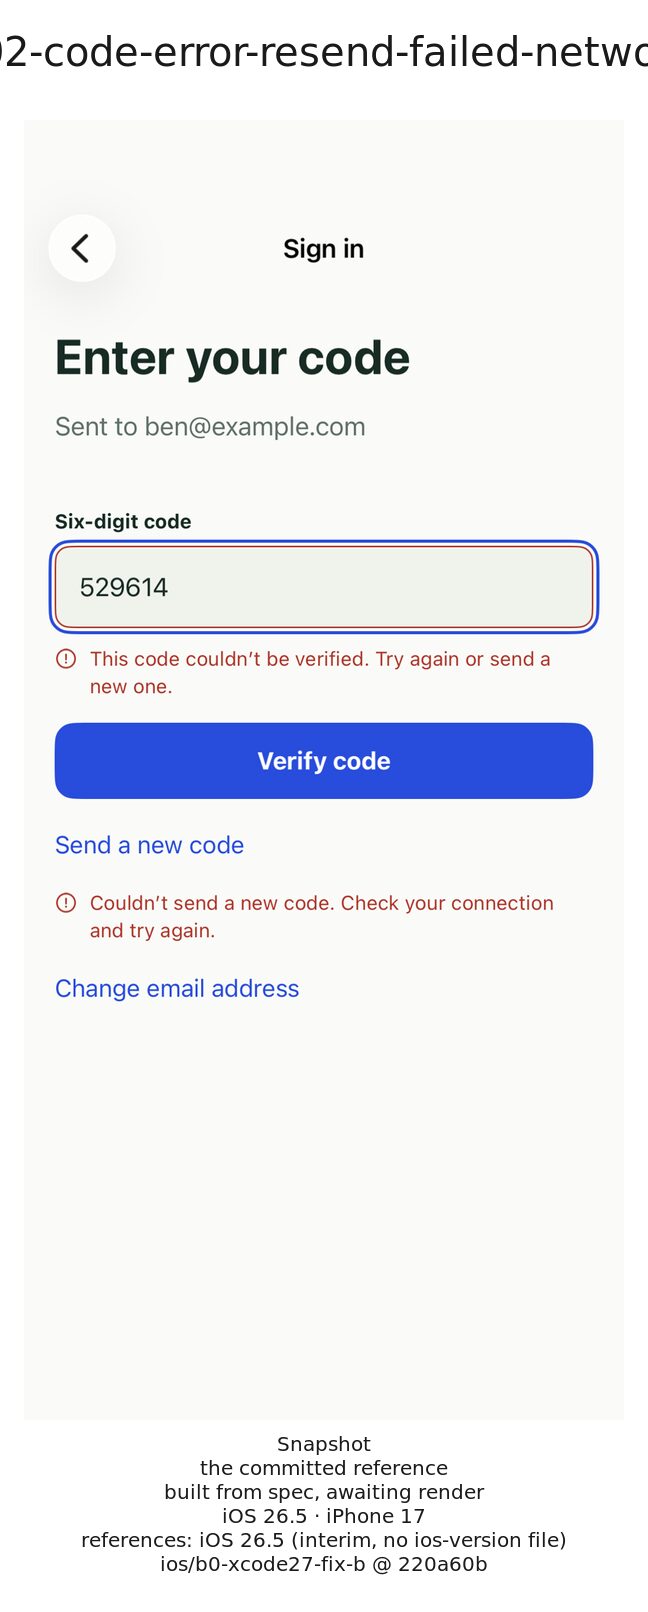 02-code-error-resend-failed-netwo
Sign in
Enter your code
Sent to ben@example.com
Six-digit code
529614
This code couldn’t be verified. Try again or send a
new one.
Verify code
Send a new code
Couldn’t send a new code. Check your connection
and try again.
Change email address
Snapshot
the committed reference
built from spec, awaiting render
iOS 26.5 · iPhone 17
references: iOS 26.5 (interim, no ios-version file)
ios/b0-xcode27-fix-b @ 220a60b